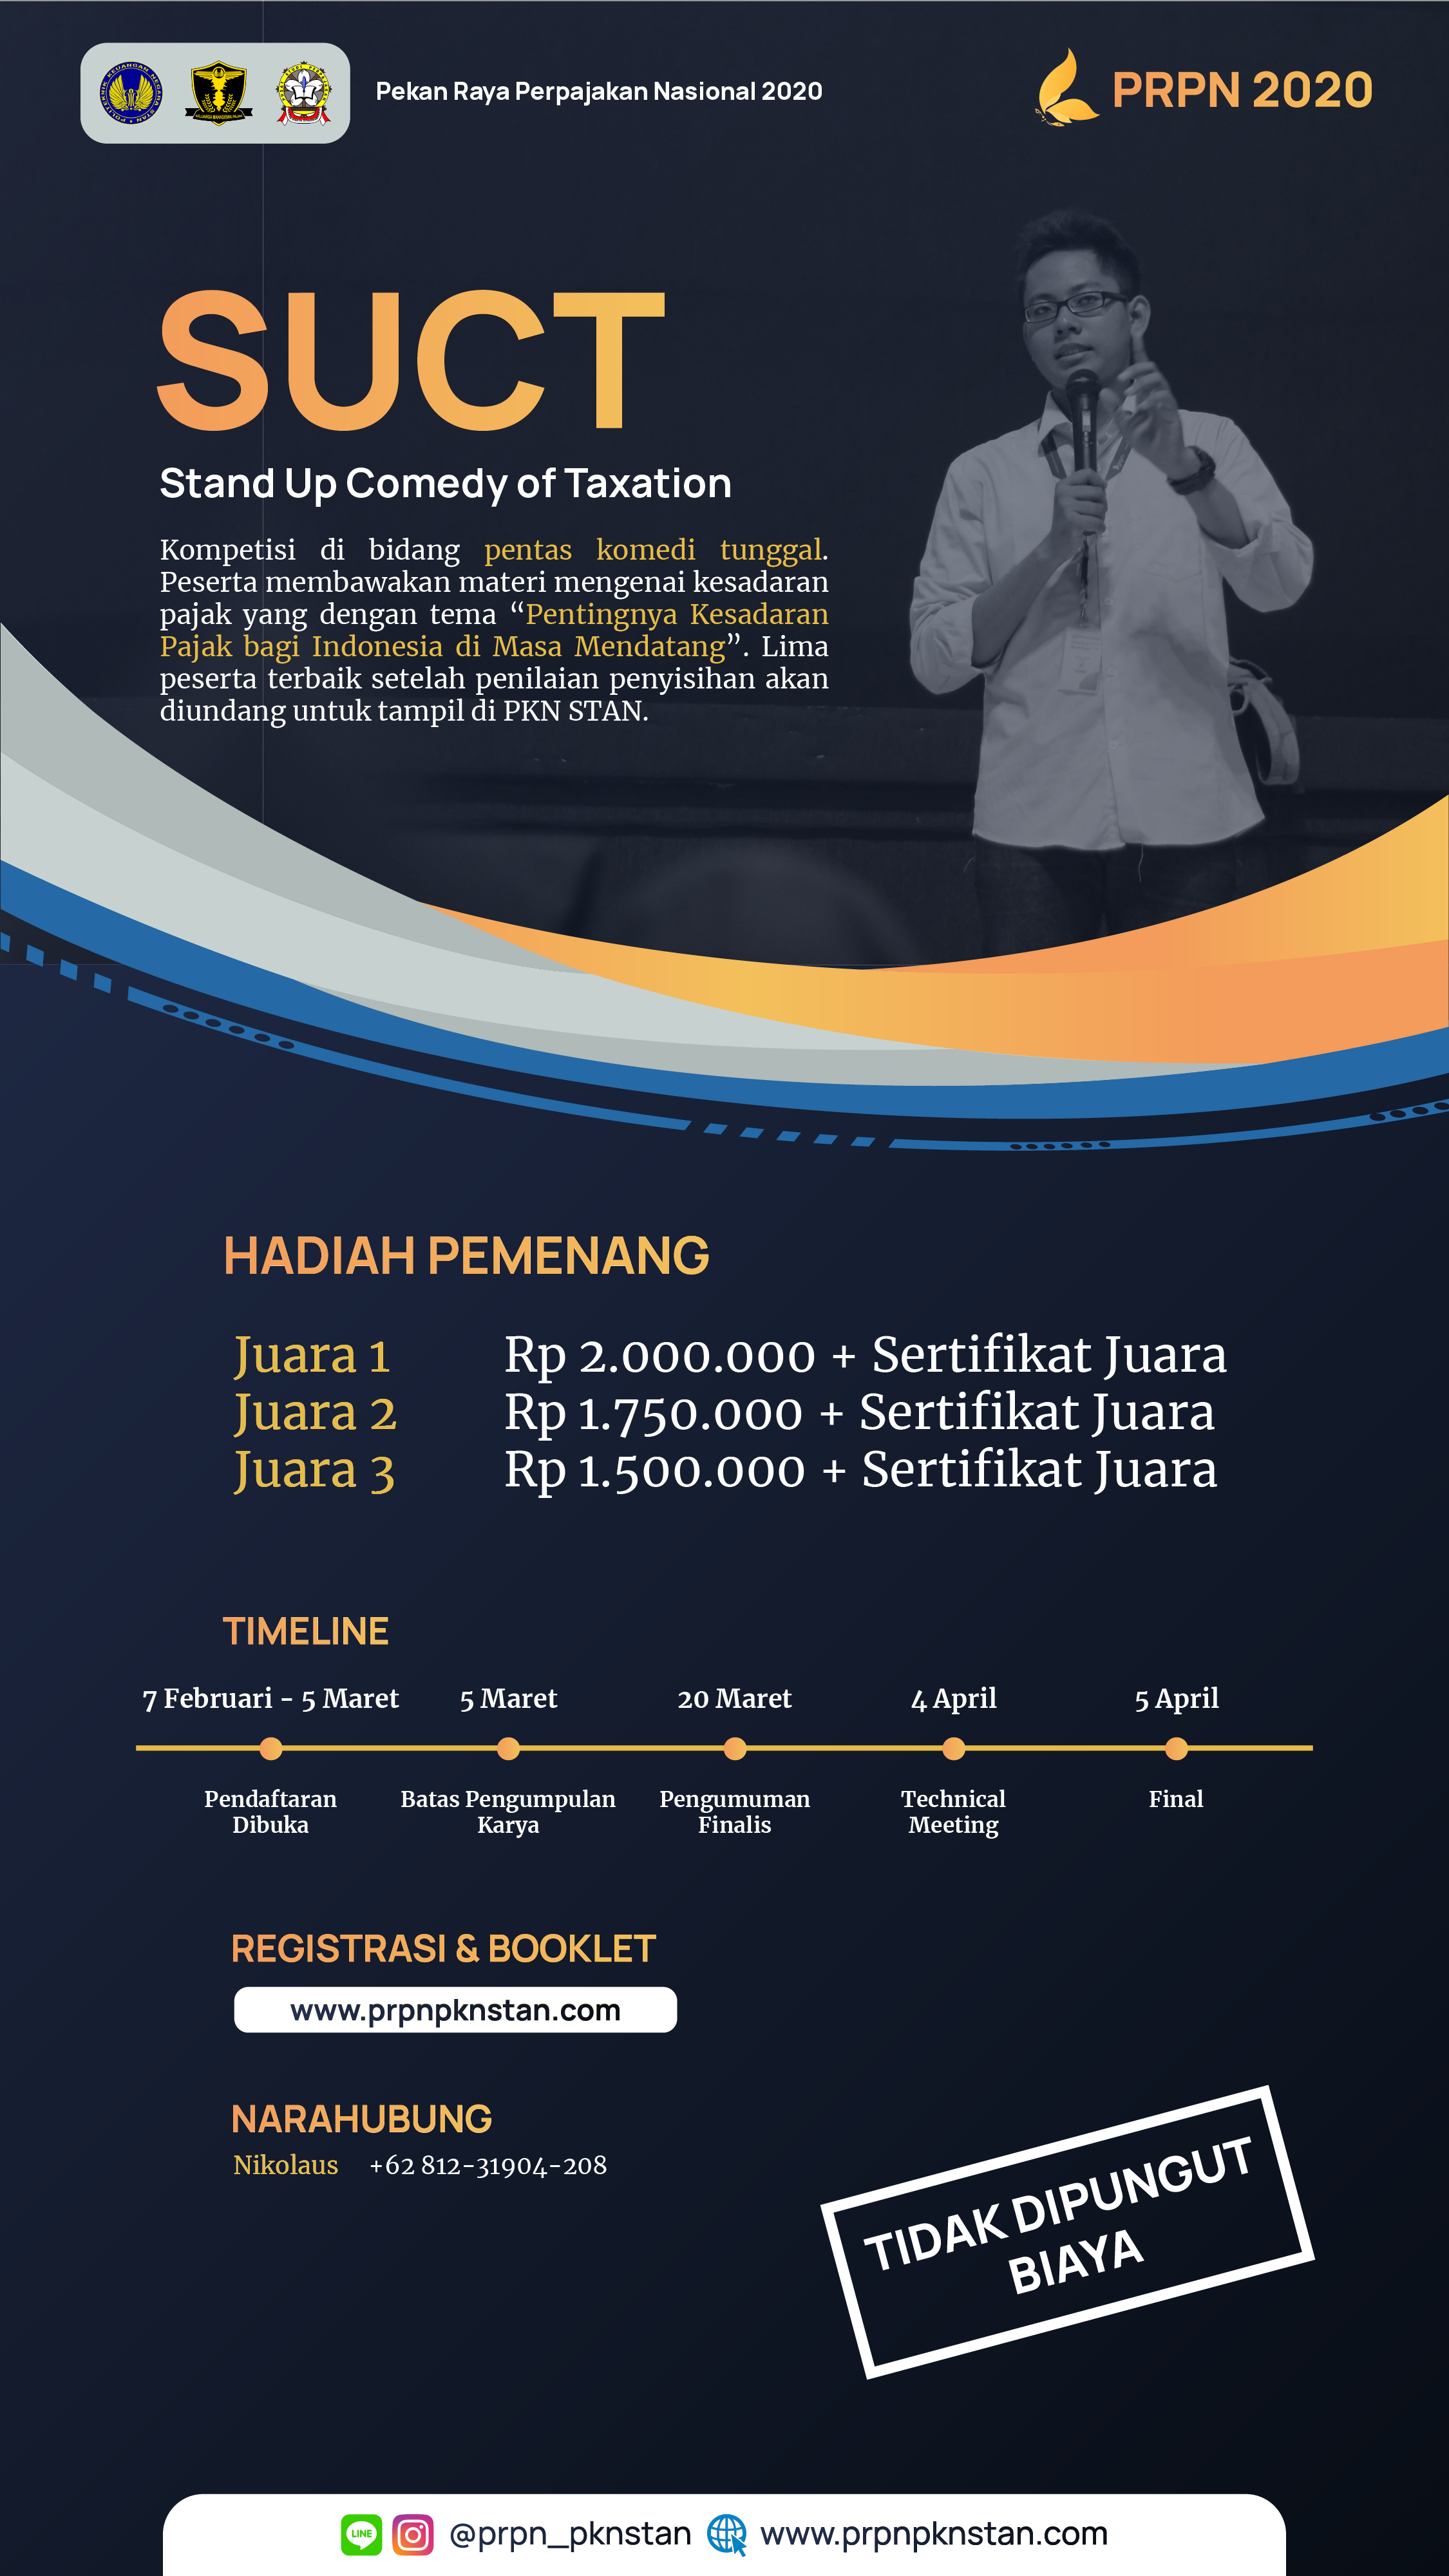 POLITEKNIK KEUANGAN NEGARA STAN
Pekan Raya Perpajakan Nasional 2020
PRPN 2020
SUCT
Stand Up Comedy of Taxation
Kompetisi di bidang pentas komedi tunggal.
Peserta membawakan materi mengenai kesadaran
pajak yang dengan tema “Pentingnya Kesadaran
Pajak bagi Indonesia di Masa Mendatang”. Lima
peserta terbaik setelah penilaian penyisihan akan
diundang untuk tampil di PKN STAN.
HADIAH PEMENANG
Juara 1 Rp 2.000.000 + Sertifikat Juara
Juara 2 Rp 1.750.000 + Sertifikat Juara
Juara 3 Rp 1.500.000 + Sertifikat Juara
TIMELINE
7 Februari - 5 Maret 5 Maret 20 Maret 4 April 5 April
Pendaftaran Batas Pengumpulan Pengumuman Technical Final
Dibuka Karya Finalis Meeting
REGISTRASI & BOOKLET
www.prpnpknstan.com
NARAHUBUNG
Nikolaus +62 812-31904-208
TIDAK DIPUNGUT
BIAYA
LINE @prpn_pknstan www.prpnpknstan.com